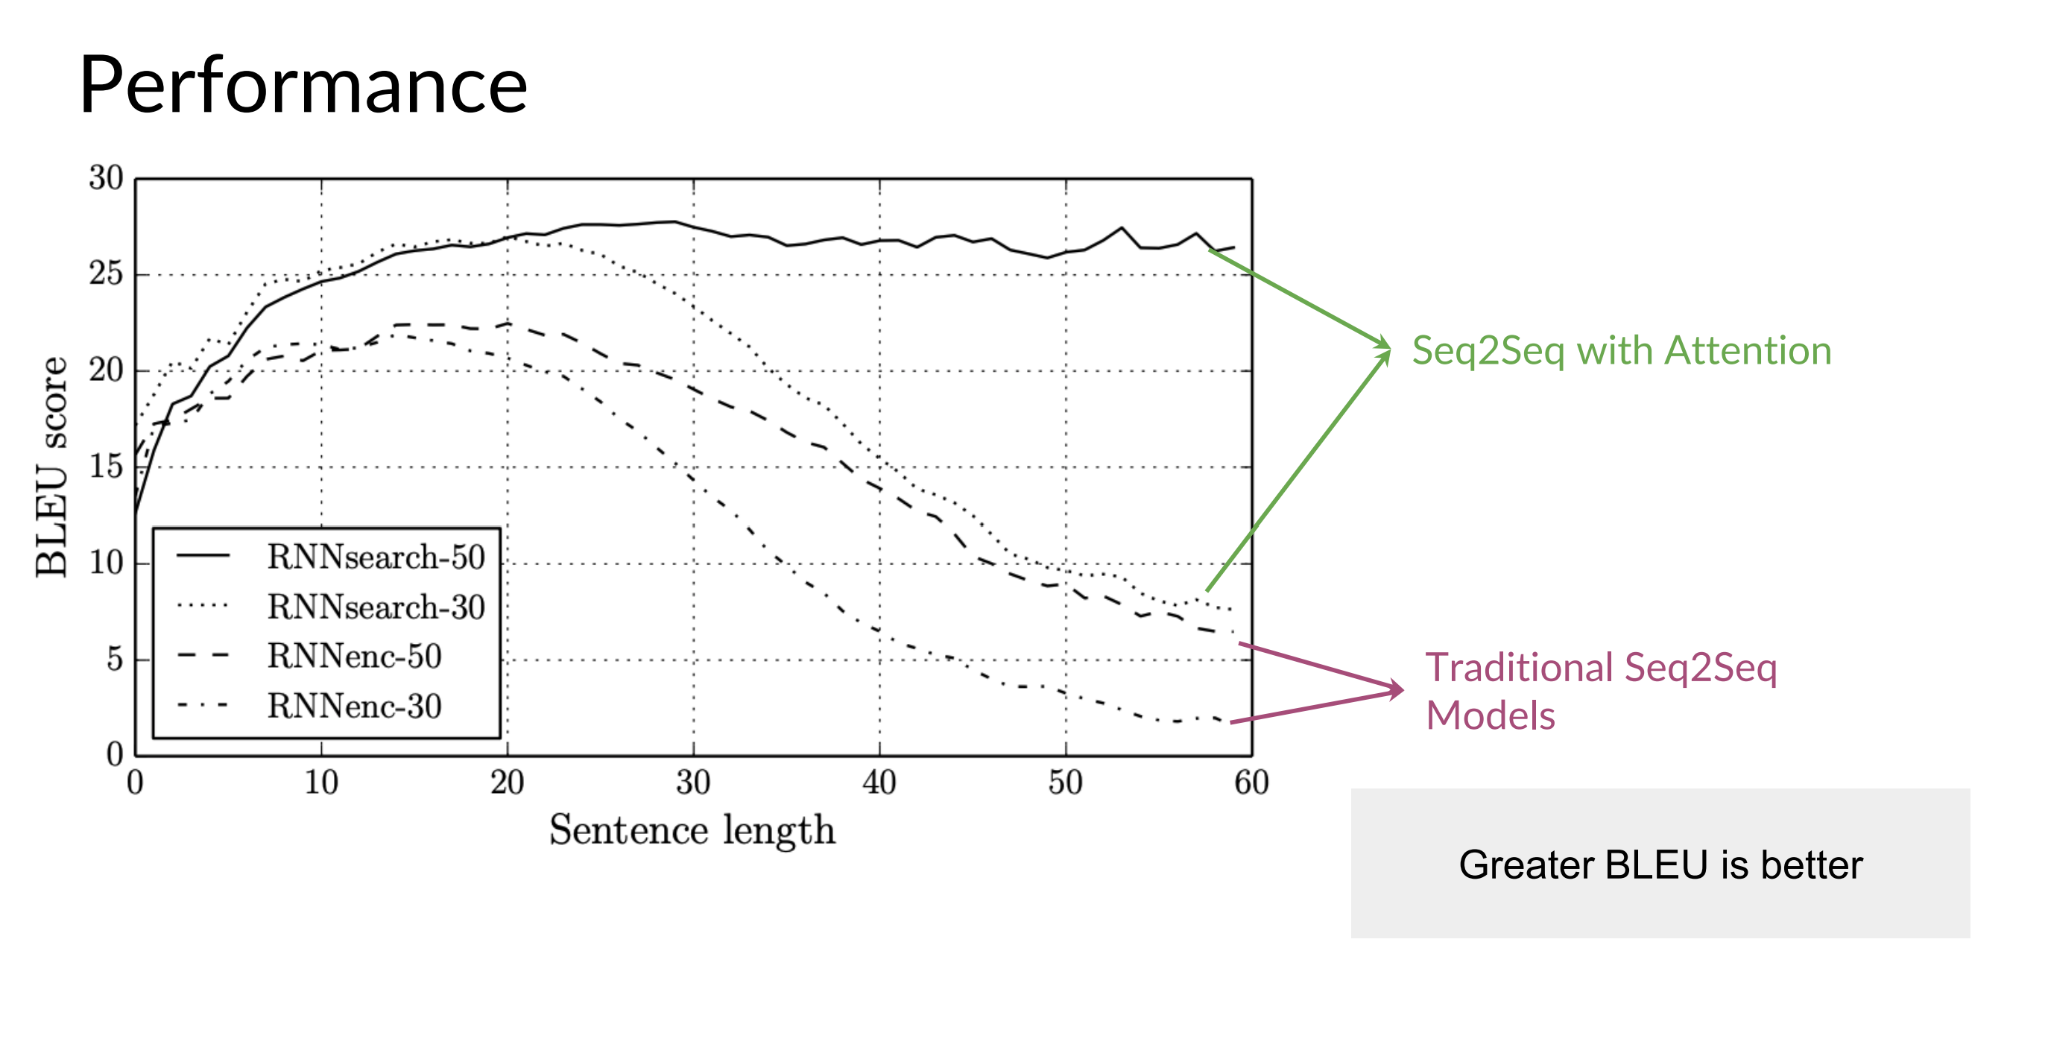 Performance
30
25
20
15
10
5
0
BLEU score
RNNsearch-50
RNNsearch-30
RNNenc-50
RNNenc-30
0 10 20 30 40 50 60
Sentence length
Seq2Seq with Attention
Traditional Seq2Seq
Models
Greater BLEU is better